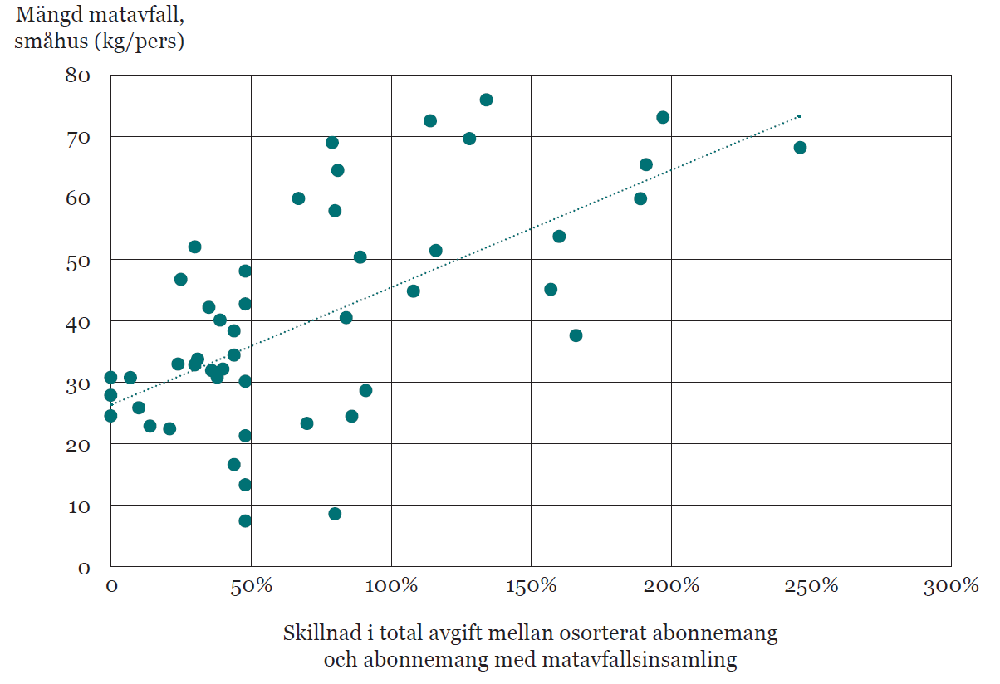 Mängd matavfall,
småhus (kg/pers)
80
70
60
50
40
30
20
10
0
0 50% 100% 150% 200% 250% 300%
Skillnad i total avgift mellan osorterat abonnemang
och abonnemang med matavfallsinsamling